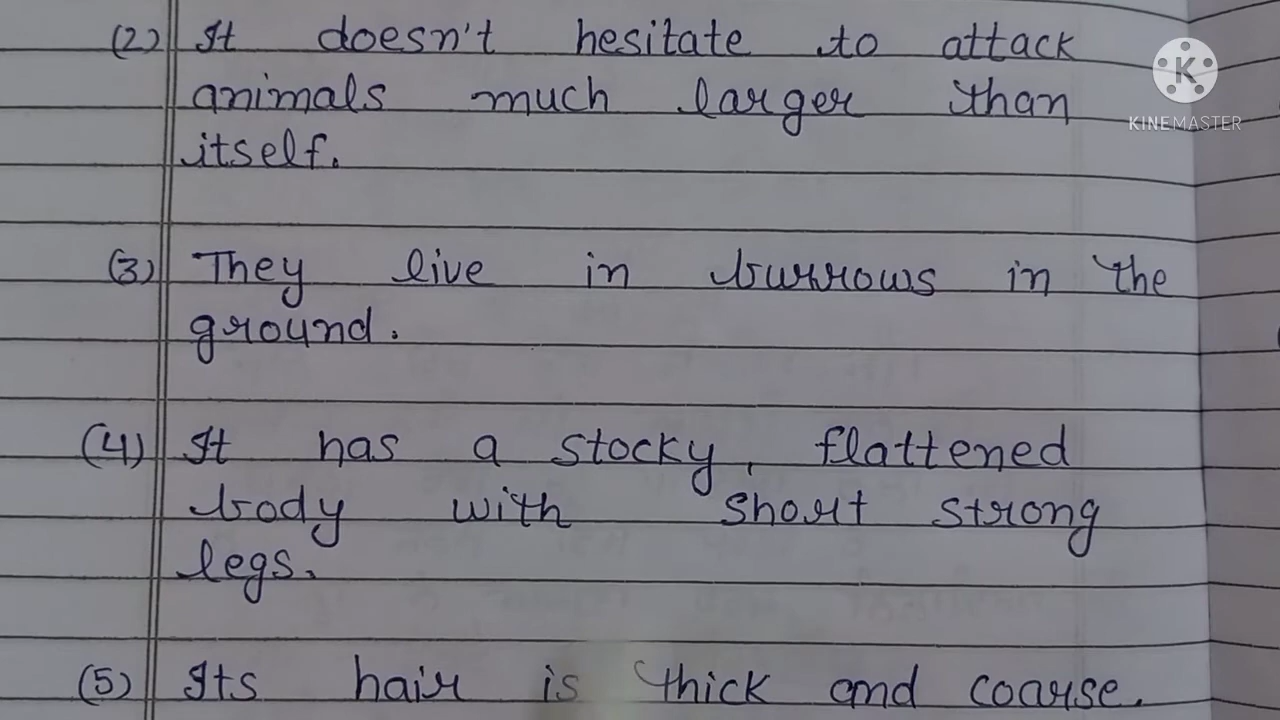 (2) It doesn't hesitate to attack
animals much larger than
itself.
(3) They live in burrows in the
ground.
(4) It has a stocky, flattened
body with short strong
legs.
(5) Its hair is thick and coarse.
K
KINEMASTER